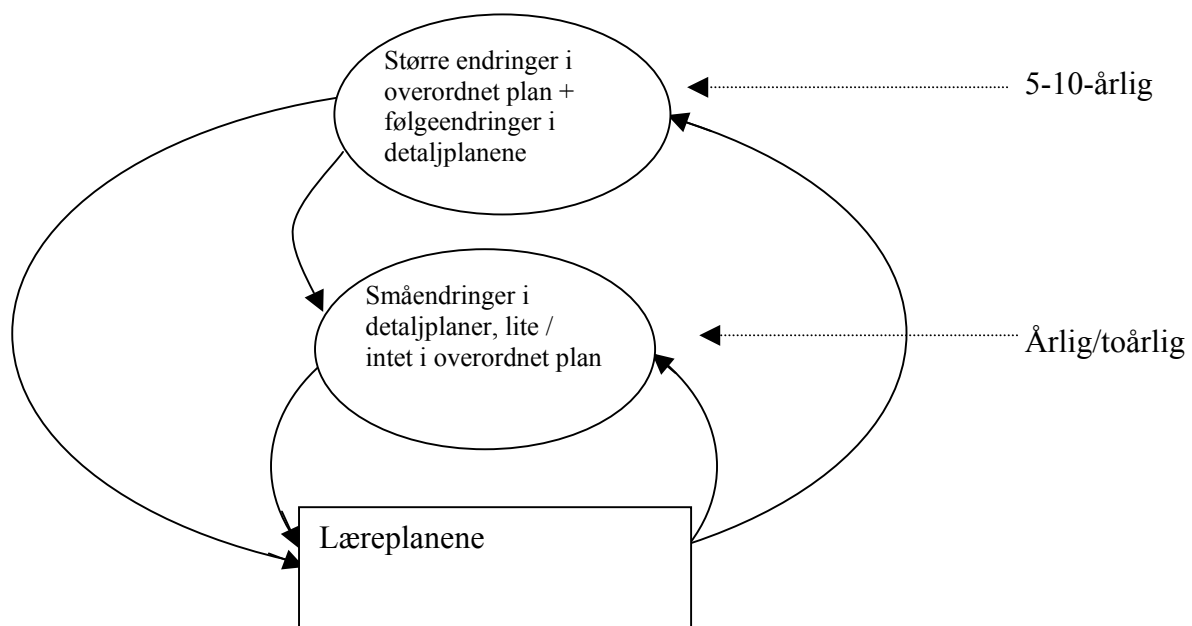 Større endringer i
overordnet plan +
følgeendringer i
detaljplanene
5-10-årlig
Småendringer i
detaljplaner, lite /
intet i overordnet plan
Årlig/toårlig
Læreplanene